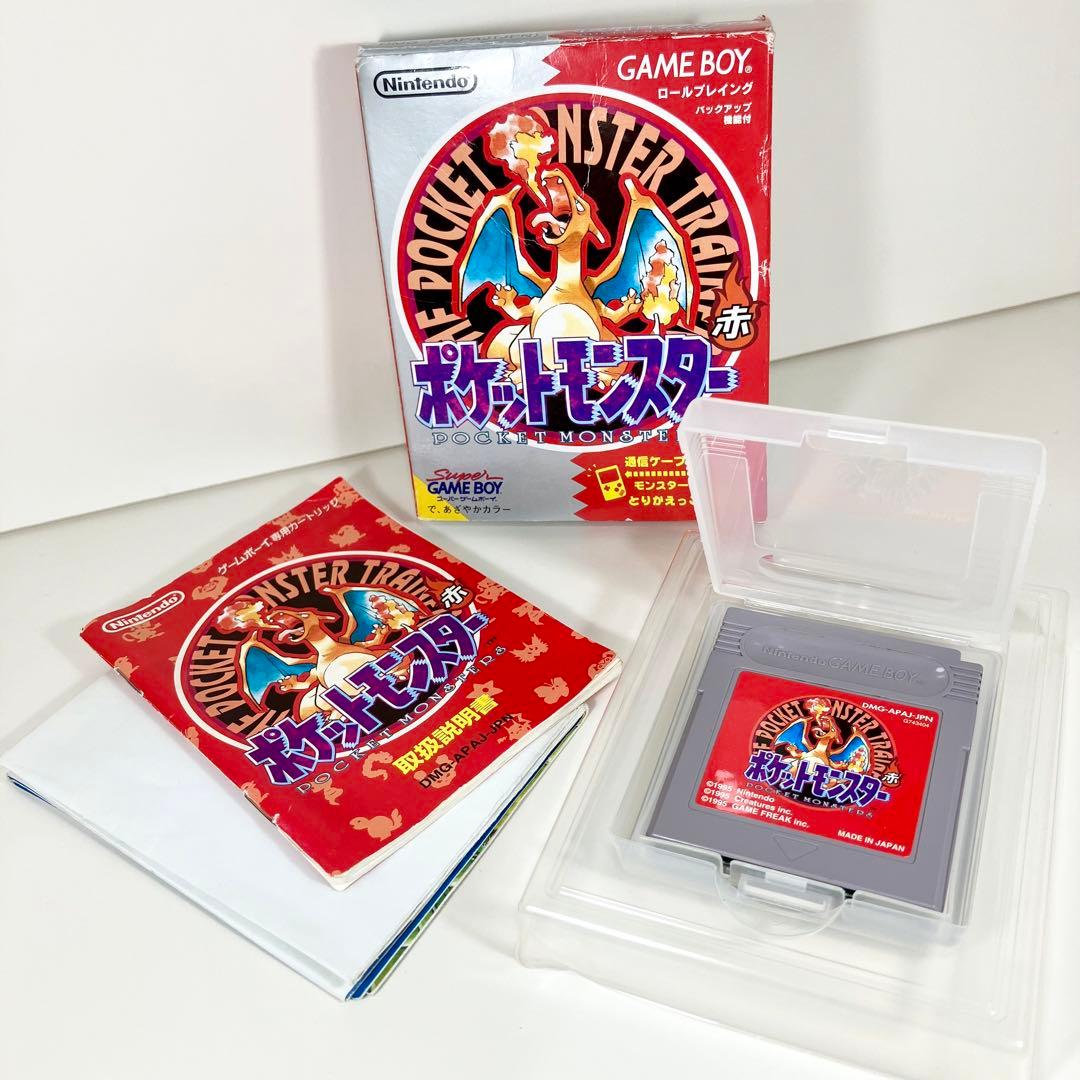 Nintendo
GAME BOY
ロールプレイング
バックアップ
機能付
OCKET MONSTER TRAIN
赤
ポケットモンスター
POCKET MONSTE
通信ケーブ
モンスター
とりかえっこ
Super
GAME BOY
スーパーゲームボーイ
で、あざやかカラー
ゲームボーイ専用カートリッジ
Nintendo
POCKET MONSTER TRAI
赤
ポケットモンスター
POCKET MONSTERS
取扱説明書
DMG-APAJ-JPN
Nintendo GAME BOY
DMG-APAJ-JPN
G743404
POCKET MONSTER TRAIN
赤
ポケットモンスター
POCKET MONSTERS
©1995 Nintendo
©1995 Creatures inc.
©1995 GAME FREAK inc.
MADE IN JAPAN